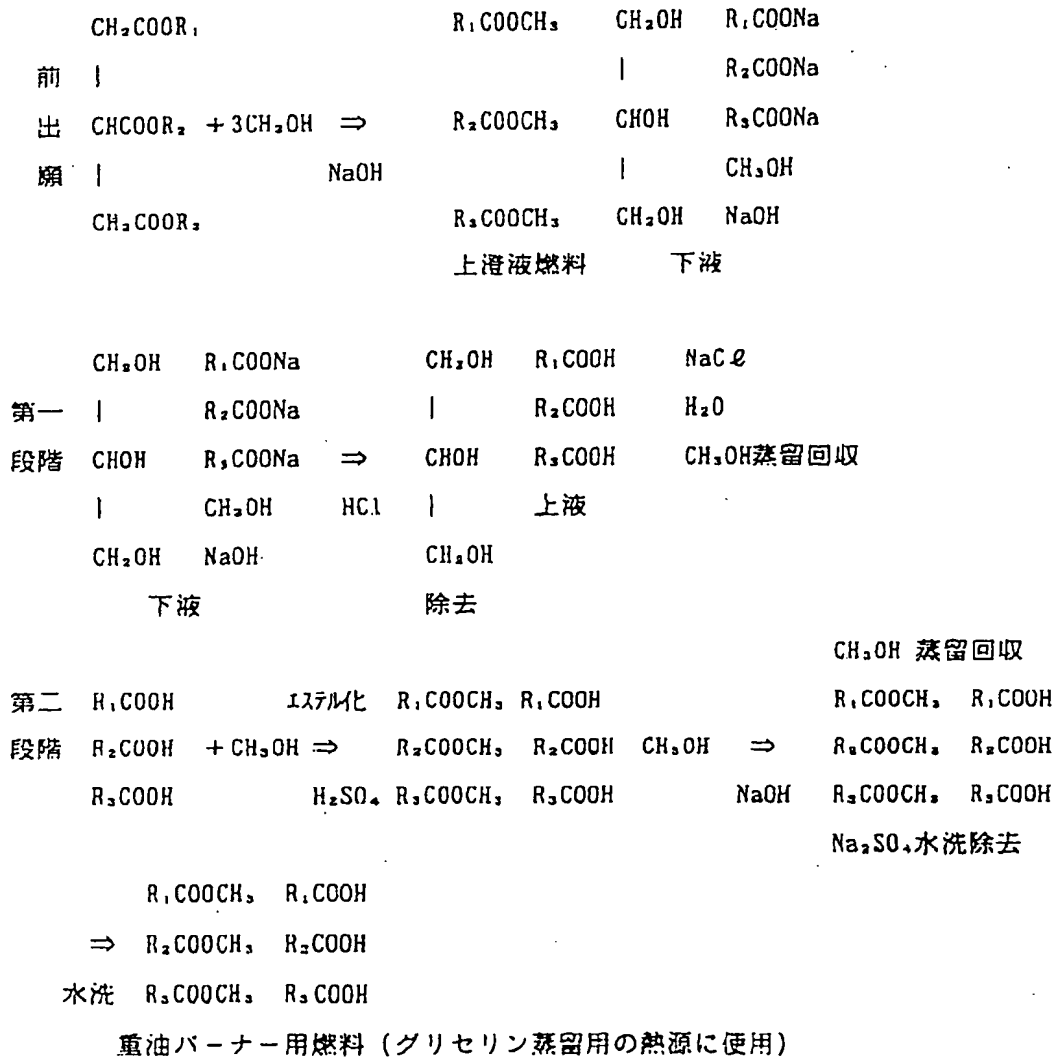 CH₂COOR₁ R₁COOCH₃ CH₂OH R₁COONa
前 | | R₂COONa
出 CHCOOR₂ +3CH₃OH ⇒ R₂COOCH₃ CHOH R₃COONa
願 | NaOH | CH₃OH
CH₂COOR₃ R₃COOCH₃ CH₂OH NaOH
上澄液燃料 下液
CH₂OH R₁COONa CH₂OH R₁COOH NaCℓ
第一 | R₂COONa | R₂COOH H₂O
段階 CHOH R₃COONa ⇒ CHOH R₃COOH CH₃OH蒸留回収
| CH₃OH HCl | 上液
CH₂OH NaOH CH₂OH
下液 除去
CH₃OH 蒸留回収
第二 R₁COOH エステル化 R₁COOCH₃ R₁COOH R₁COOCH₃ R₁COOH
段階 R₂COOH +CH₃OH ⇒ R₂COOCH₃ R₂COOH CH₃OH ⇒ R₂COOCH₃ R₂COOH
R₃COOH H₂SO₄ R₃COOCH₃ R₃COOH NaOH R₃COOCH₃ R₃COOH
Na₂SO₄水洗除去
R₁COOCH₃ R₁COOH
⇒ R₂COOCH₃ R₂COOH
水洗 R₃COOCH₃ R₃COOH
重油バーナー用燃料（グリセリン蒸留用の熱源に使用）